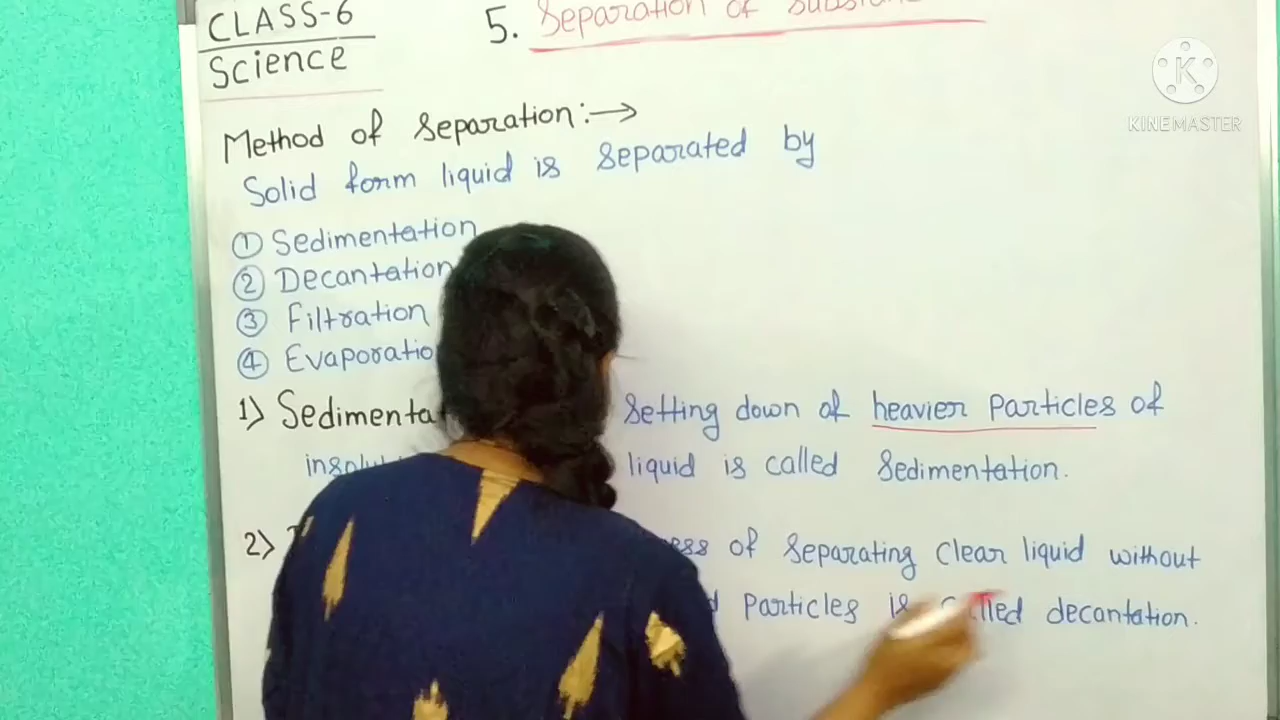 CLASS-6
Science
5. Separation of
KINEMASTER
Method of Separation:→
Solid form liquid is separated by
① Sedimentation
② Decantation
③ Filtration
④ Evaporatio
1) Sedimenta Setting down of heavier particles of
liquid is called Sedimentation.
2) of separating clear liquid without
Particles is called decantation.